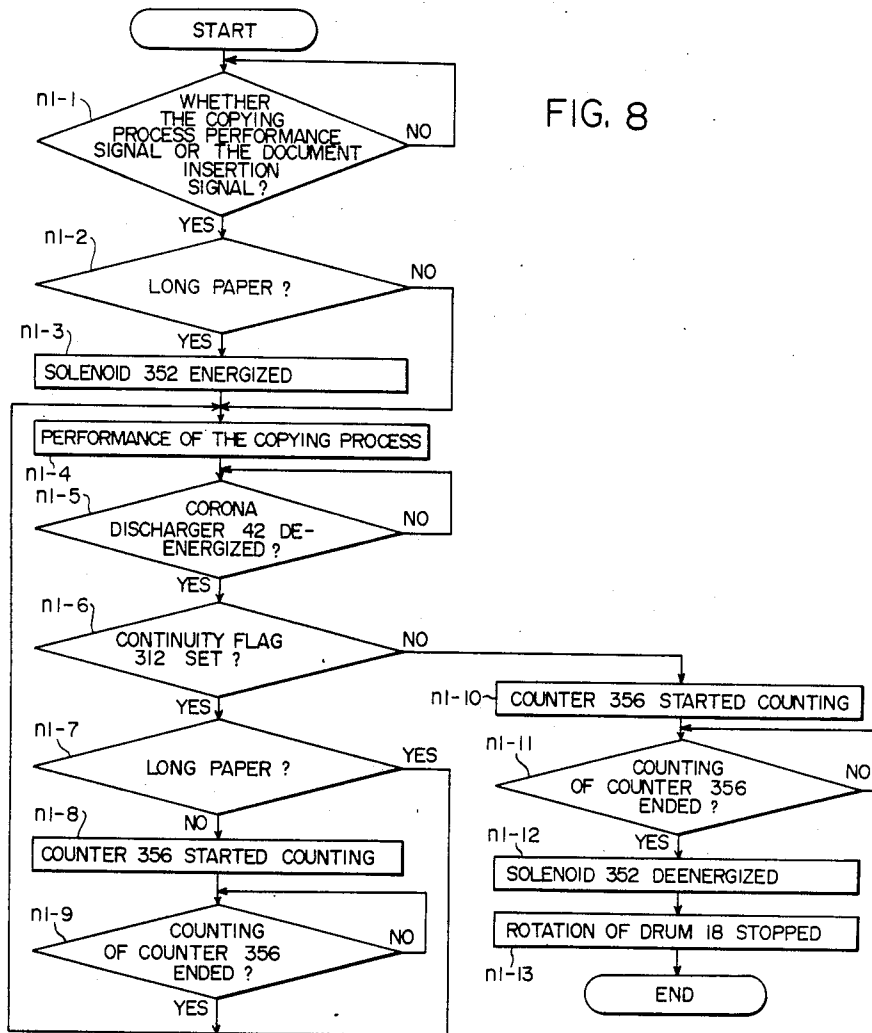 START
FIG. 8
n1-1
WHETHER
THE COPYING
PROCESS PERFORMANCE
SIGNAL OR THE DOCUMENT
INSERTION
SIGNAL ?
NO
YES
n1-2
LONG PAPER ?
NO
YES
n1-3
SOLENOID 352 ENERGIZED
PERFORMANCE OF THE COPYING PROCESS
n1-4
n1-5
CORONA
DISCHARGER 42 DE-
ENERGIZED ?
NO
YES
n1-6
CONTINUITY FLAG
312 SET ?
NO
YES
n1-7
LONG PAPER ?
YES
NO
n1-8
COUNTER 356 STARTED COUNTING
n1-9
COUNTING
OF COUNTER 356
ENDED ?
NO
YES
n1-10
COUNTER 356 STARTED COUNTING
n1-11
COUNTING
OF COUNTER 356
ENDED ?
NO
YES
n1-12
SOLENOID 352 DEENERGIZED
ROTATION OF DRUM 18 STOPPED
n1-13
END